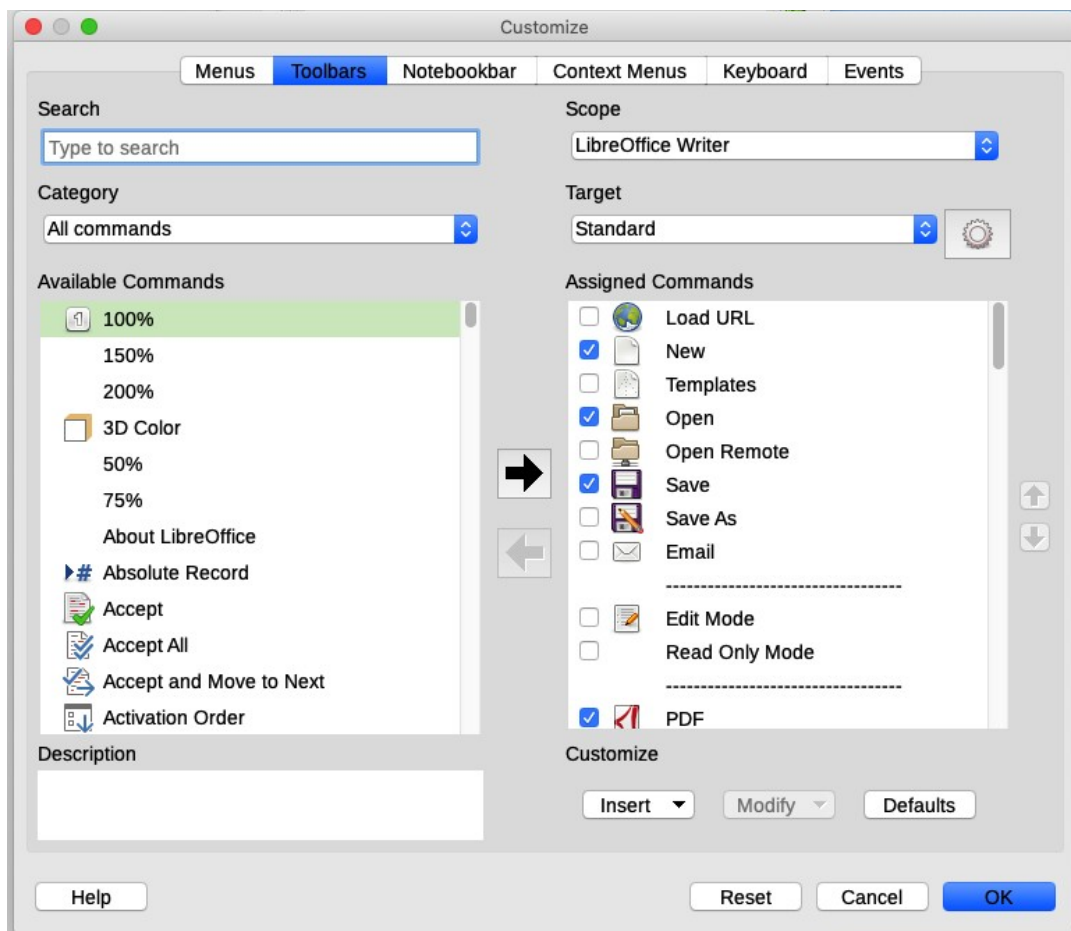 Customize
Menus Toolbars Notebookbar Context Menus Keyboard Events
Search
Type to search
Scope
LibreOffice Writer
Category
All commands
Target
Standard
Available Commands
100%
150%
200%
3D Color
50%
75%
About LibreOffice
Absolute Record
Accept
Accept All
Accept and Move to Next
Activation Order
Assigned Commands
Load URL
New
Templates
Open
Open Remote
Save
Save As
Email
----------------------------------
Edit Mode
Read Only Mode
----------------------------------
PDF
Description
Customize
Insert Modify Defaults
Help Reset Cancel OK